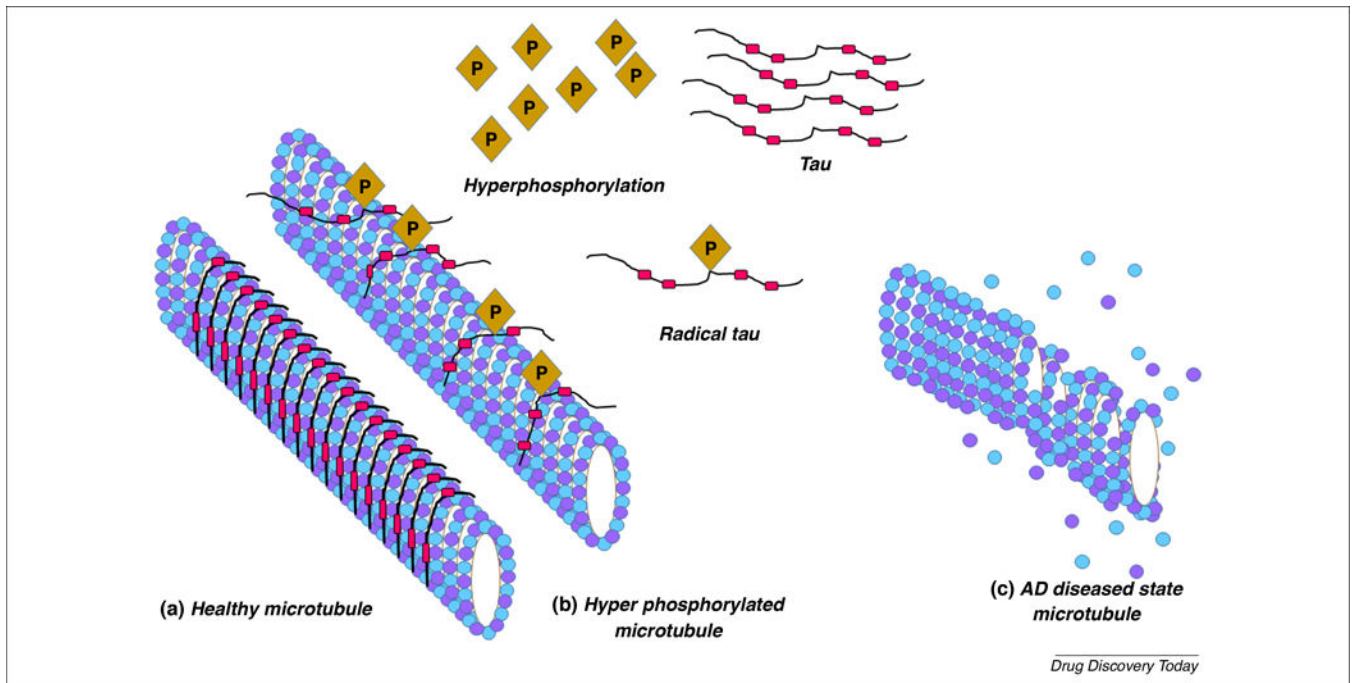 P
P
P
P
P
P
P
P
Hyperphosphorylation
Tau
P
P
P
P
P
Radical tau
(a) Healthy microtubule
(b) Hyper phosphorylated
microtubule
(c) AD diseased state
microtubule
Drug Discovery Today